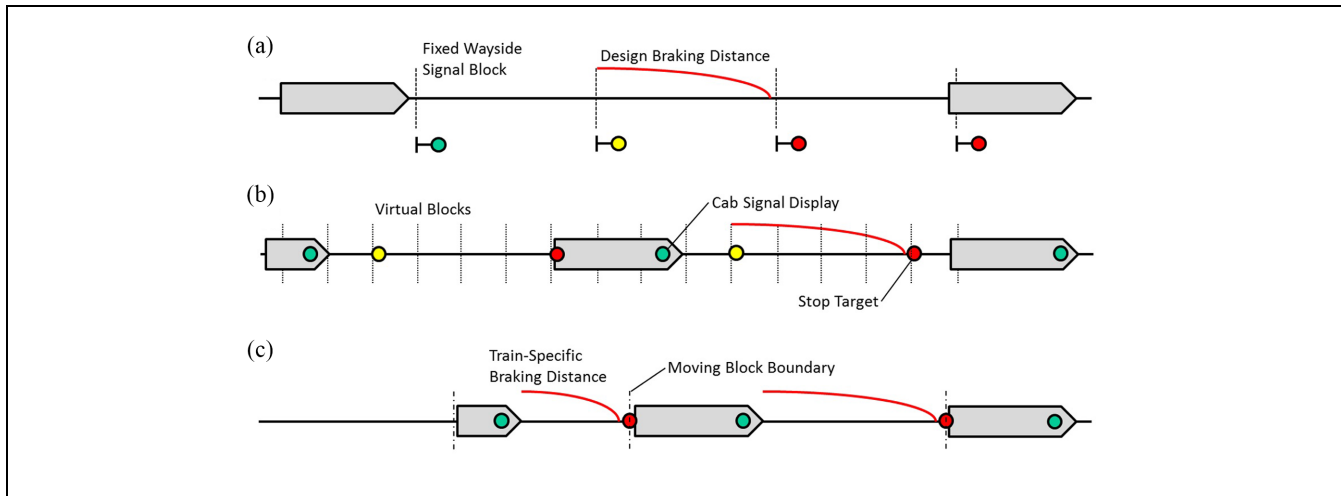 (a)
Fixed Wayside
Signal Block
Design Braking Distance
(b)
Virtual Blocks
Cab Signal Display
Stop Target
(c)
Train-Specific
Braking Distance
Moving Block Boundary